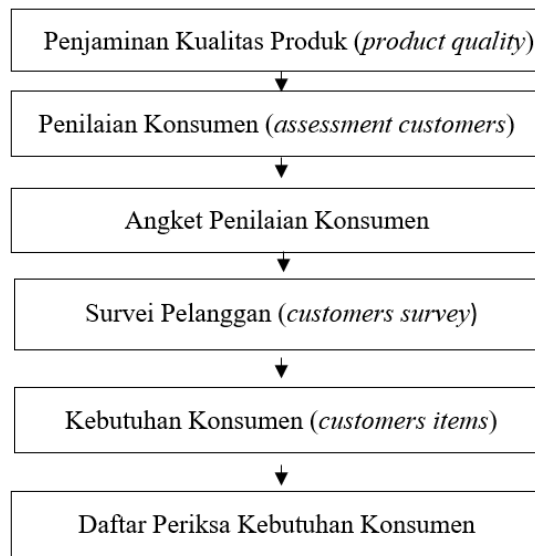 Penjaminan Kualitas Produk (product quality)
Penilaian Konsumen (assessment customers)
Angket Penilaian Konsumen
Survei Pelanggan (customers survey)
Kebutuhan Konsumen (customers items)
Daftar Periksa Kebutuhan Konsumen